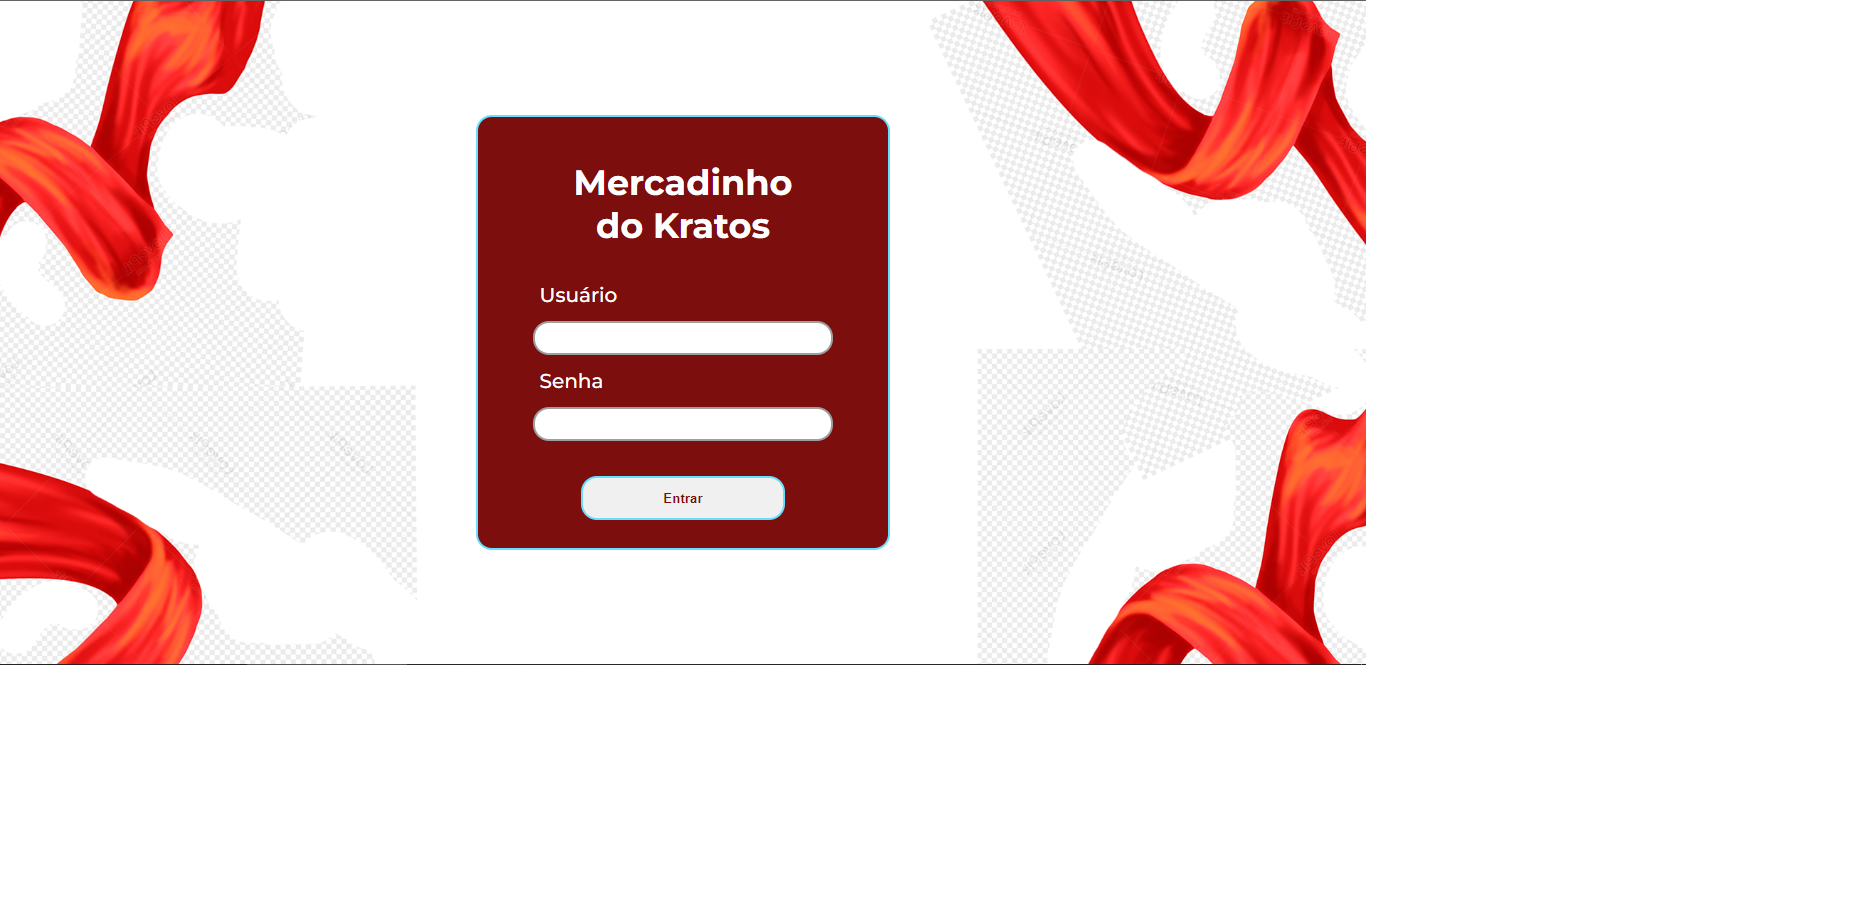 Mercadinho
do Kratos
Usuário
Senha
Entrar